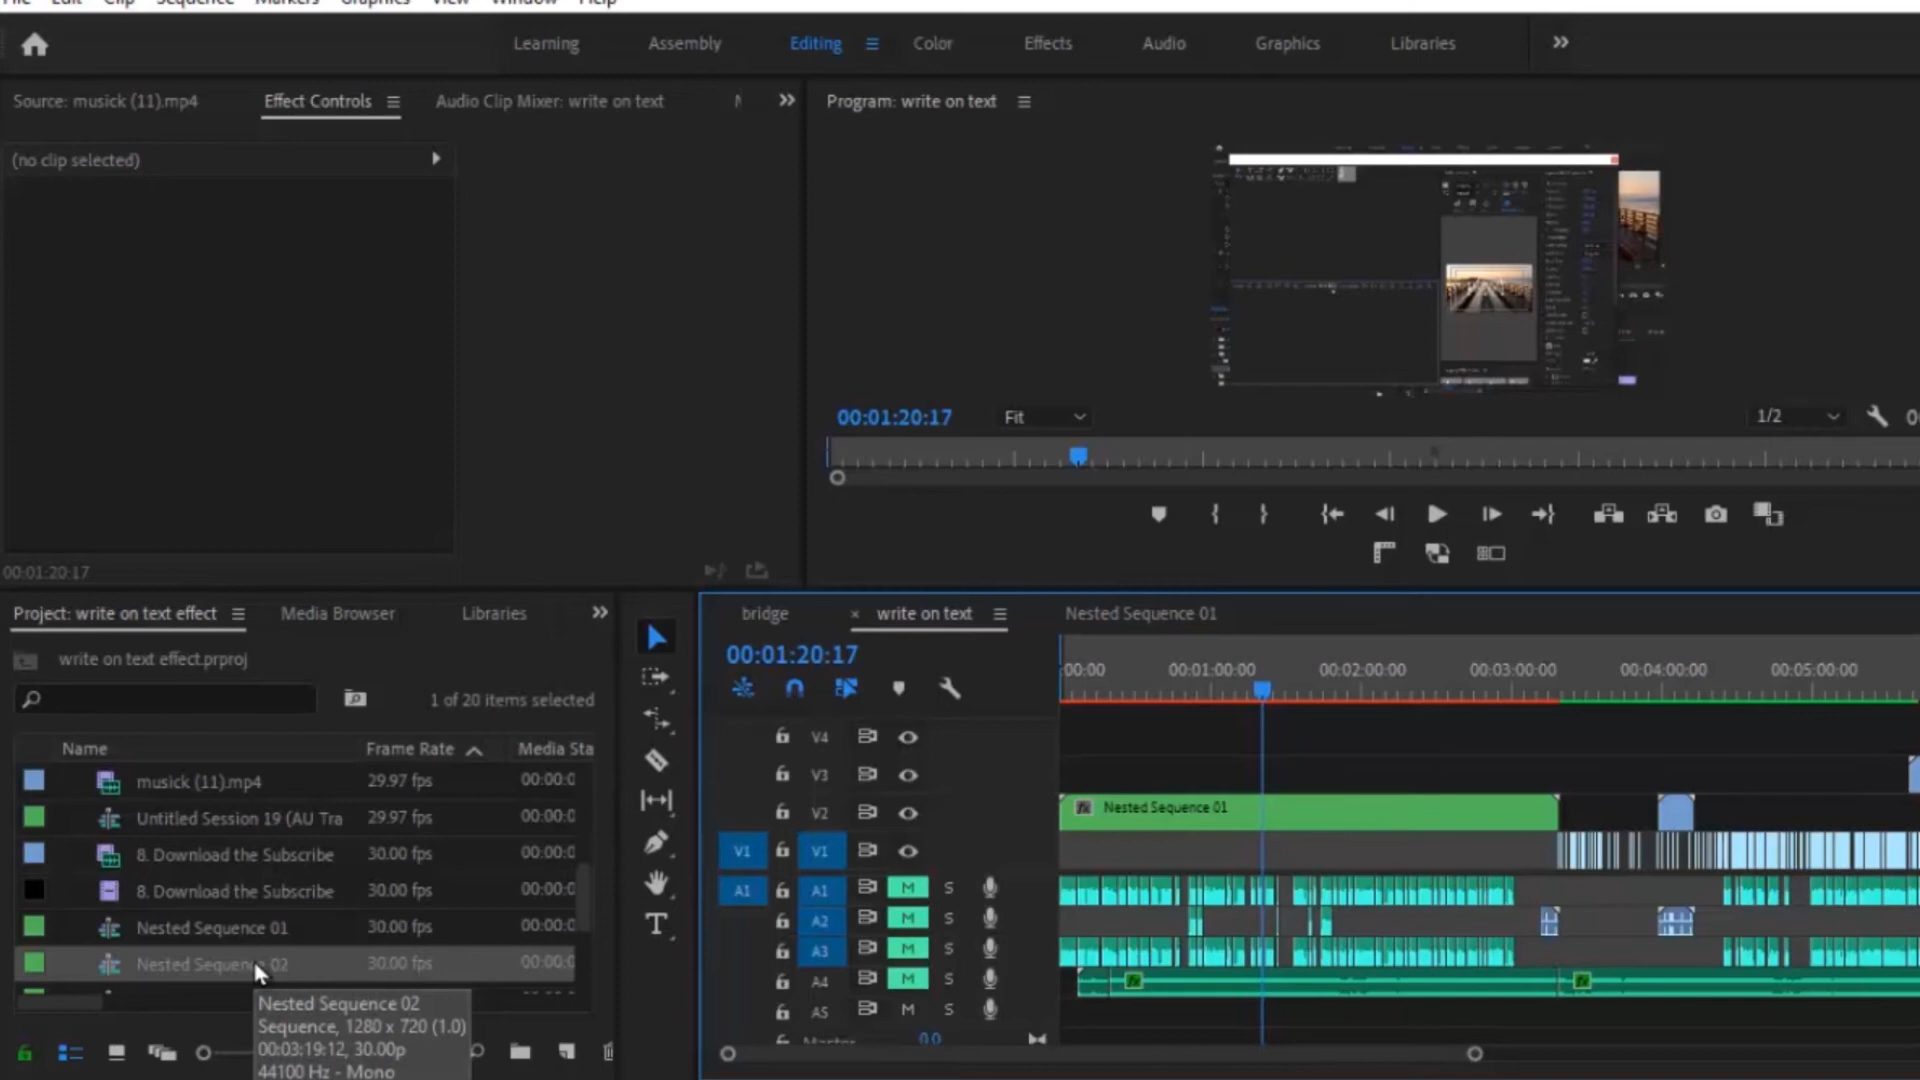 File Edit Clip Sequence Markers Graphics View Window Help
Learning Assembly Editing Color Effects Audio Graphics Libraries
Source: musick (11).mp4 Effect Controls Audio Clip Mixer: write on text
Program: write on text
(no clip selected)
00:01:20:17 Fit 1/2
00:01:20:17
Project: write on text effect Media Browser Libraries
bridge × write on text Nested Sequence 01
write on text effect.prproj
00:01:20:17
1 of 20 items selected
:00:00 00:01:00:00 00:02:00:00 00:03:00:00 00:04:00:00 00:05:00:00
Name Frame Rate Media Sta
musick (11).mp4 29.97 fps 00:00:0
Untitled Session 19 (AU Tra 29.97 fps 00:00:0
8. Download the Subscribe 30.00 fps 00:00:0
8. Download the Subscribe 30.00 fps 00:00:0
Nested Sequence 01 30.00 fps 00:00:0
Nested Sequence 02 30.00 fps 00:00:0
Nested Sequence 02
Sequence, 1280 x 720 (1.0)
00:03:19:12, 30.00p
44100 Hz - Mono
T
V4
V3
V2
fx Nested Sequence 01
V1 V1
A1 A1 M S
A2 M S
A3 M S
A4 M S
fx fx
A5 M S
Master 0.0